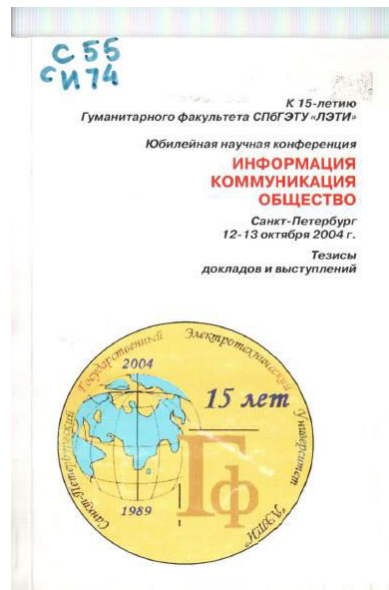 С 55
С И 74
К 15-летию
Гуманитарного факультета СПбГЭТУ «ЛЭТИ»
Юбилейная научная конференция
ИНФОРМАЦИЯ
КОММУНИКАЦИЯ
ОБЩЕСТВО
Санкт-Петербург
12-13 октября 2004 г.
Тезисы
докладов и выступлений
Санкт-Петербургский Государственный Электротехнический Университет "ЛЭТИ"
2004
15 лет
Гф
1989